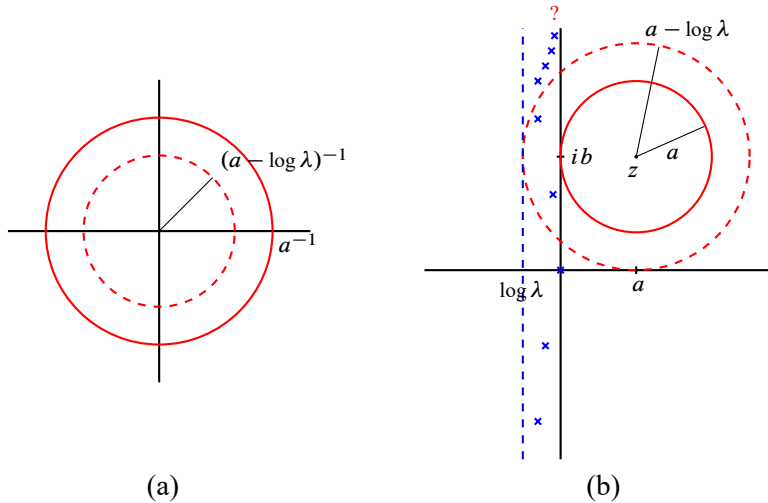 (a − log λ)⁻¹
a⁻¹
(a)
?
a − log λ
ib
z
a
log λ
a
(b)